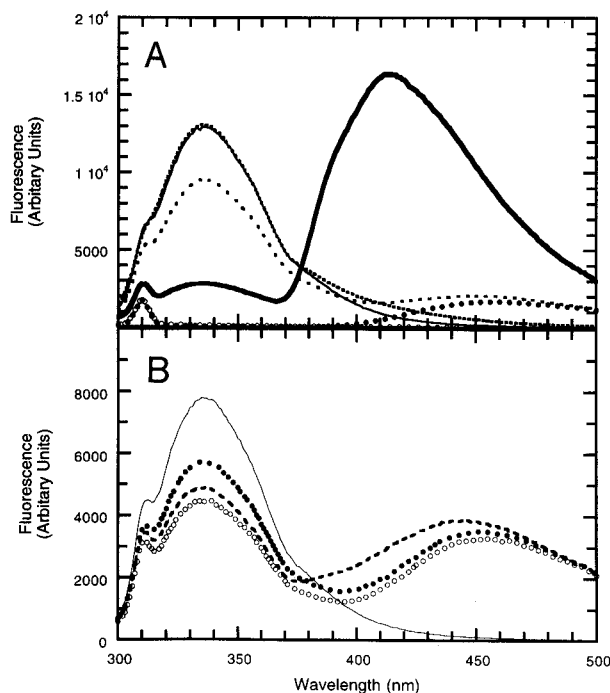 2 10⁴
A
1.5 10⁴
1 10⁴
5000
0
Fluorescence
(Arbitary Units)
B
8000
6000
4000
2000
0
Fluorescence
(Arbitary Units)
300 350 400 450 500
Wavelength (nm)